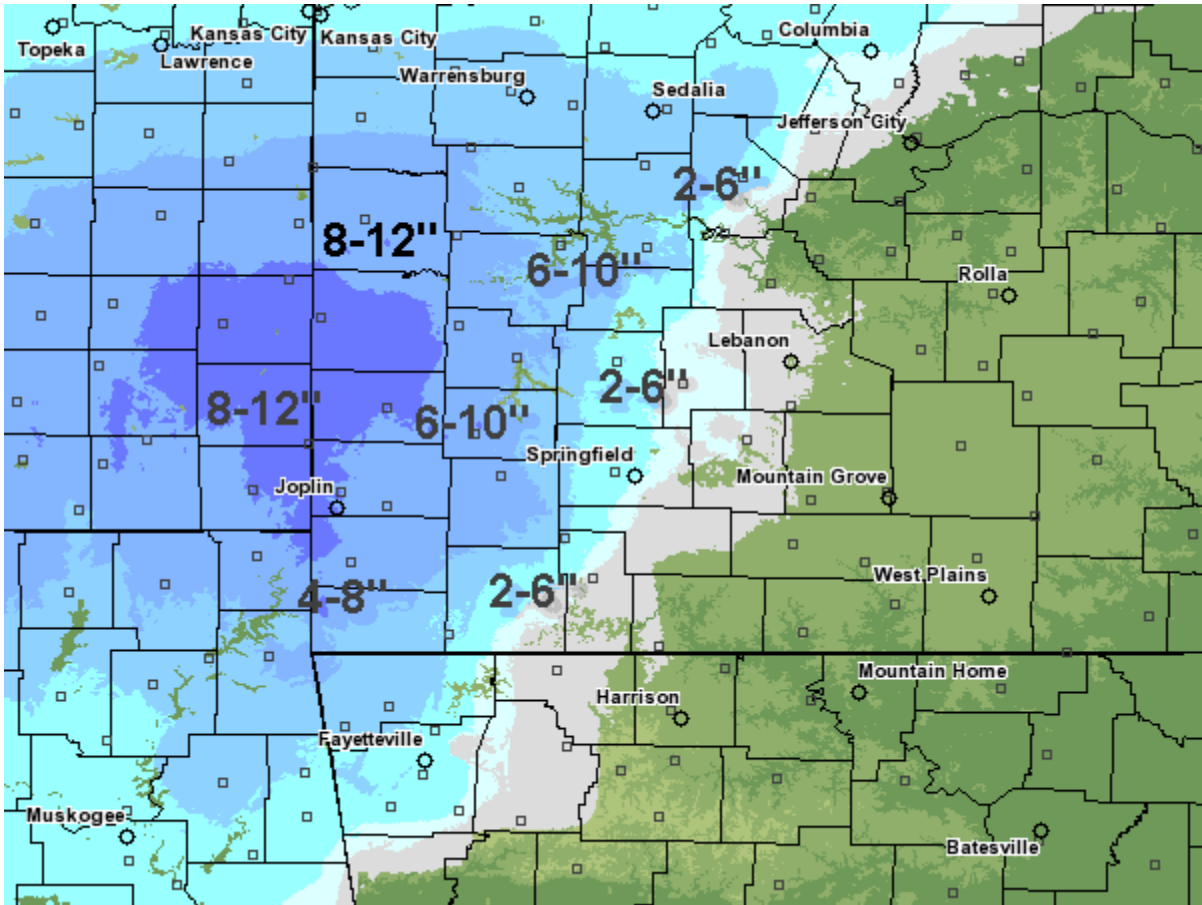 Columbia
Kansas City
Kansas City
Topeka
Lawrence
Warrensburg
Sedalia
Jefferson City
2-6"
8-12"
6-10"
Rolla
Lebanon
2-6"
8-12"
6-10"
Springfield
Mountain Grove
Joplin
West Plains
2-6"
4-8"
Mountain Home
Harrison
Fayetteville
Muskogee
Batesville